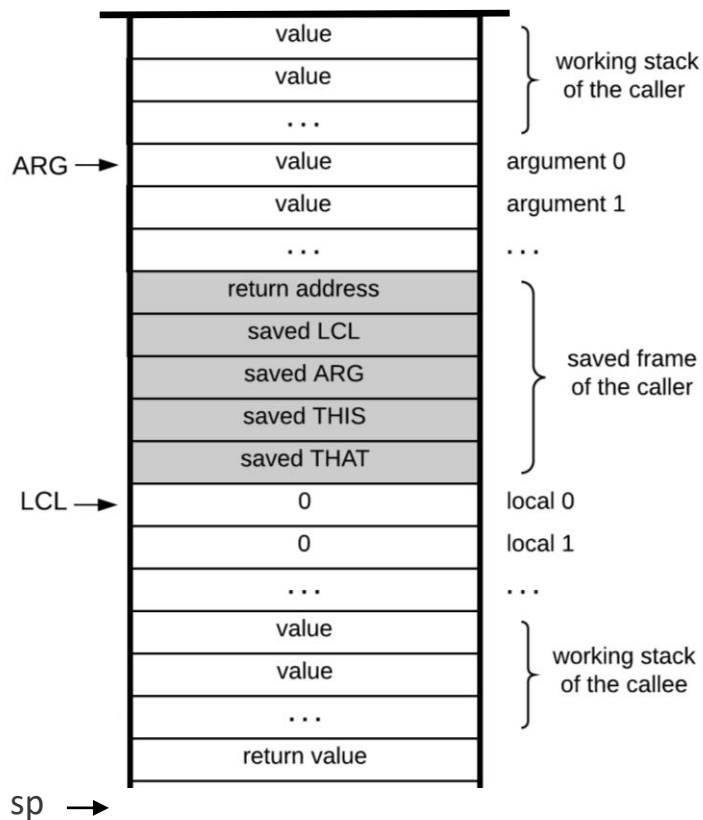 value
value
working stack
of the caller
...
ARG
value
argument 0
value
argument 1
...
...
return address
saved LCL
saved ARG
saved frame
of the caller
saved THIS
saved THAT
LCL
0
local 0
0
local 1
...
...
value
value
working stack
of the callee
...
return value
sp